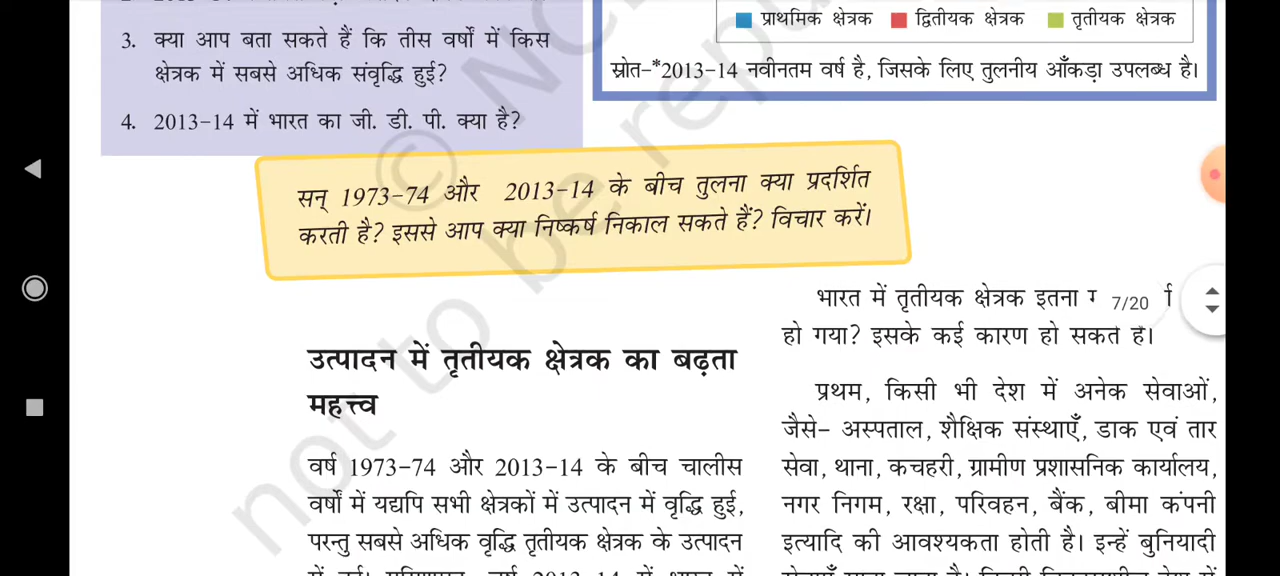 3. क्या आप बता सकते हैं कि तीस वर्षों में किस
क्षेत्रक में सबसे अधिक संवृद्धि हुई?
4. 2013-14 में भारत का जी. डी. पी. क्या है?
प्राथमिक क्षेत्रक द्वितीयक क्षेत्रक तृतीयक क्षेत्रक
स्रोत-*2013-14 नवीनतम वर्ष है, जिसके लिए तुलनीय आँकड़ा उपलब्ध है।
सन् 1973-74 और 2013-14 के बीच तुलना क्या प्रदर्शित
करती है? इससे आप क्या निष्कर्ष निकाल सकते हैं? विचार करें।
उत्पादन में तृतीयक क्षेत्रक का बढ़ता
महत्त्व
वर्ष 1973-74 और 2013-14 के बीच चालीस
वर्षों में यद्यपि सभी क्षेत्रकों में उत्पादन में वृद्धि हुई,
परन्तु सबसे अधिक वृद्धि तृतीयक क्षेत्रक के उत्पादन
भारत में तृतीयक क्षेत्रक इतना
7/20
हो गया? इसके कई कारण हो सकते हैं।
प्रथम, किसी भी देश में अनेक सेवाओं,
जैसे- अस्पताल, शैक्षिक संस्थाएँ, डाक एवं तार
सेवा, थाना, कचहरी, ग्रामीण प्रशासनिक कार्यालय,
नगर निगम, रक्षा, परिवहन, बैंक, बीमा कंपनी
इत्यादि की आवश्यकता होती है। इन्हें बुनियादी
© NC
not to be repu